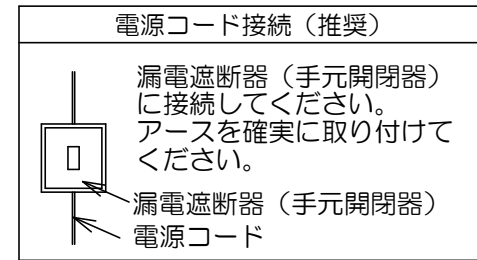 電源コード接続（推奨）
漏電遮断器（手元開閉器）
に接続してください。
アースを確実に取り付けて
ください。
漏電遮断器（手元開閉器）
電源コード